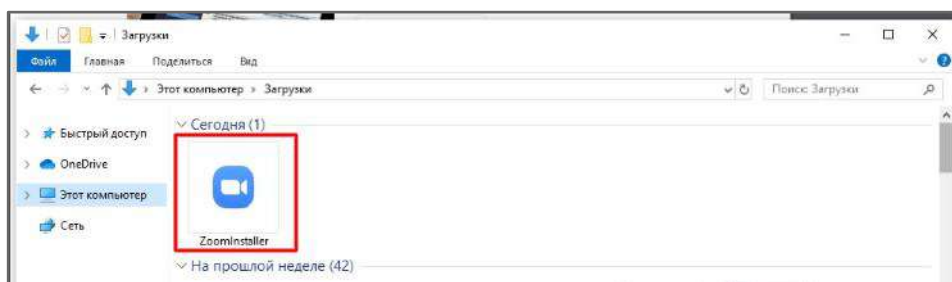 Загрузки
Файл Главная Поделиться Вид
Этот компьютер › Загрузки Поиск: Загрузки
Быстрый доступ
OneDrive
Этот компьютер
Сеть
Сегодня (1)
ZoomInstaller
На прошлой неделе (42)